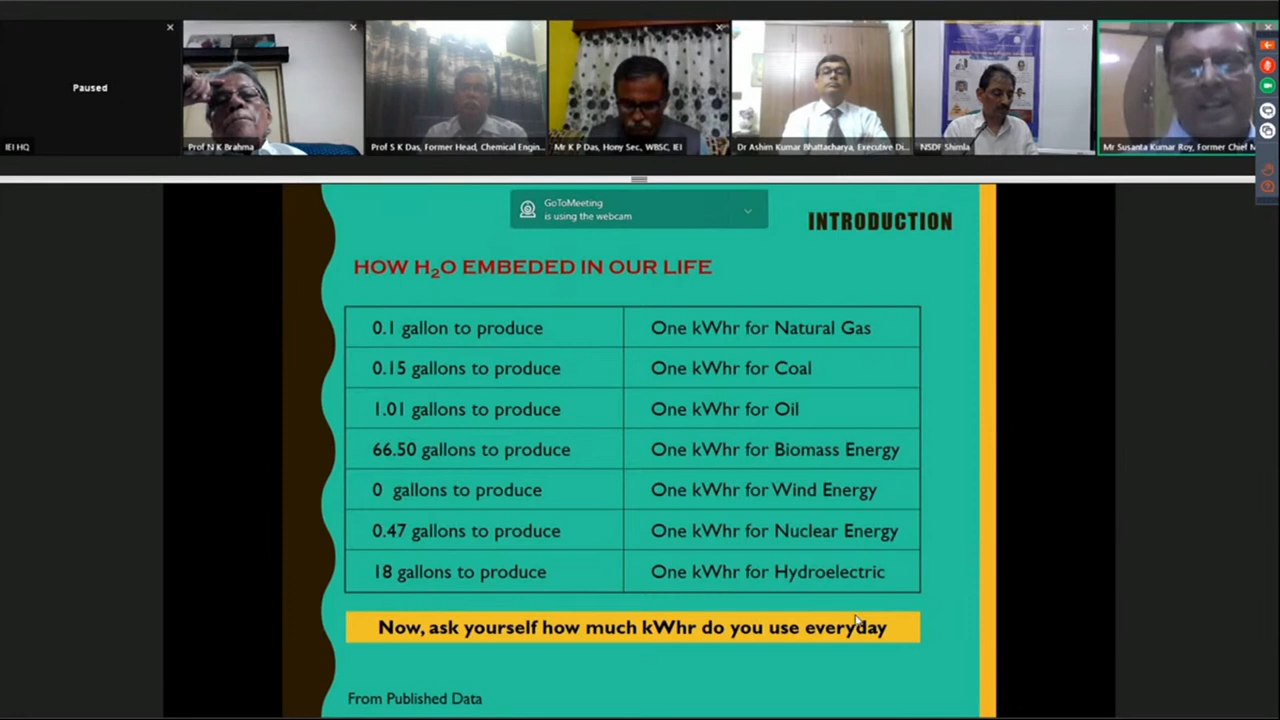 Paused
IEI HQ
Prof N K Brahma
Prof S K Das, Former Head, Chemical Engin...
Mr K P Das, Hony Sec, WBSC, IEI
Dr Ashim Kumar Bhattacharya, Executive Di...
NSDF Shimla
Mr Susanta Kumar Roy, Former Chief M
GoToMeeting
is using the webcam
INTRODUCTION
HOW H₂O EMBEDED IN OUR LIFE
0.1 gallon to produce One kWhr for Natural Gas
0.15 gallons to produce One kWhr for Coal
1.01 gallons to produce One kWhr for Oil
66.50 gallons to produce One kWhr for Biomass Energy
0 gallons to produce One kWhr for Wind Energy
0.47 gallons to produce One kWhr for Nuclear Energy
18 gallons to produce One kWhr for Hydroelectric
Now, ask yourself how much kWhr do you use everyday
From Published Data